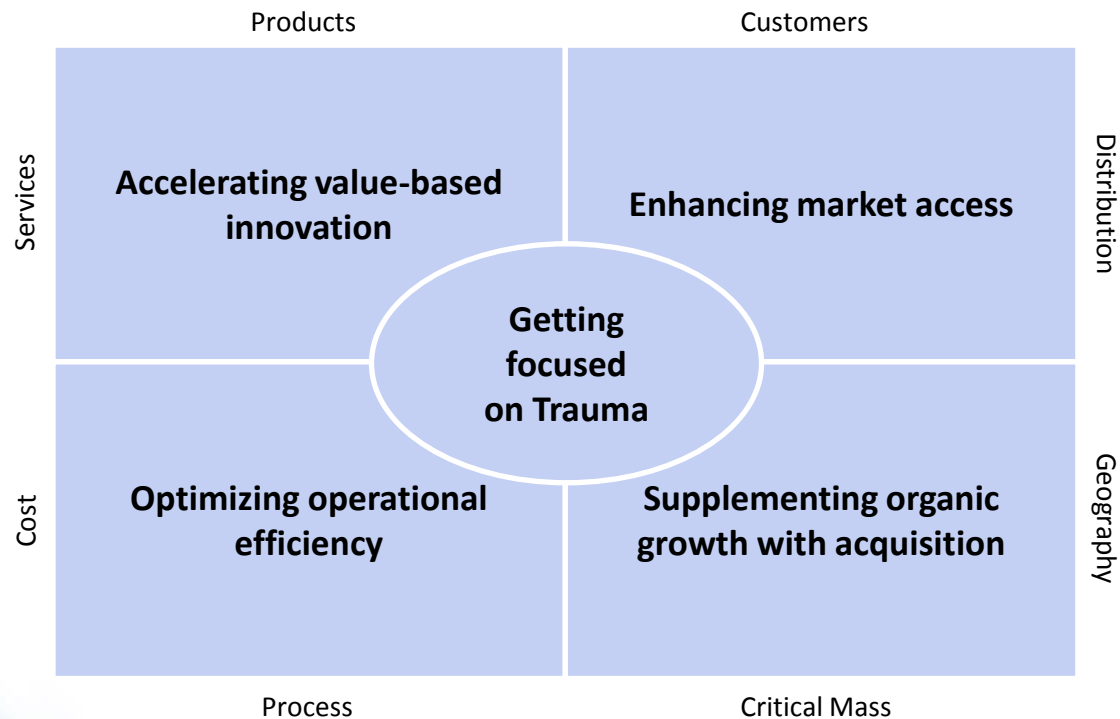 Products
Customers
Services
Accelerating value-based
innovation
Enhancing market access
Distribution
Getting
focused
on Trauma
Cost
Optimizing operational
efficiency
Supplementing organic
growth with acquisition
Geography
Process
Critical Mass